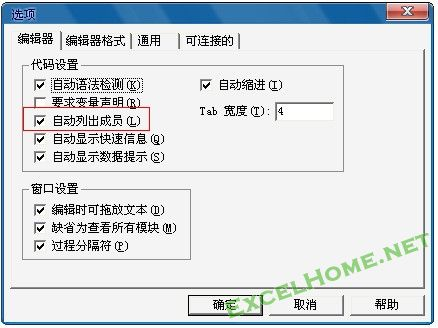 选项
编辑器 编辑器格式 通用 可连接的
代码设置
自动语法检测(K) 自动缩进(I)
要求变量声明(R)
自动列出成员(L) Tab 宽度(T): 4
自动显示快速信息(Q)
自动显示数据提示(S)
窗口设置
编辑时可拖放文本(D)
缺省为查看所有模块(M)
过程分隔符(P)
确定 取消 帮助
EXCELHOME.NET